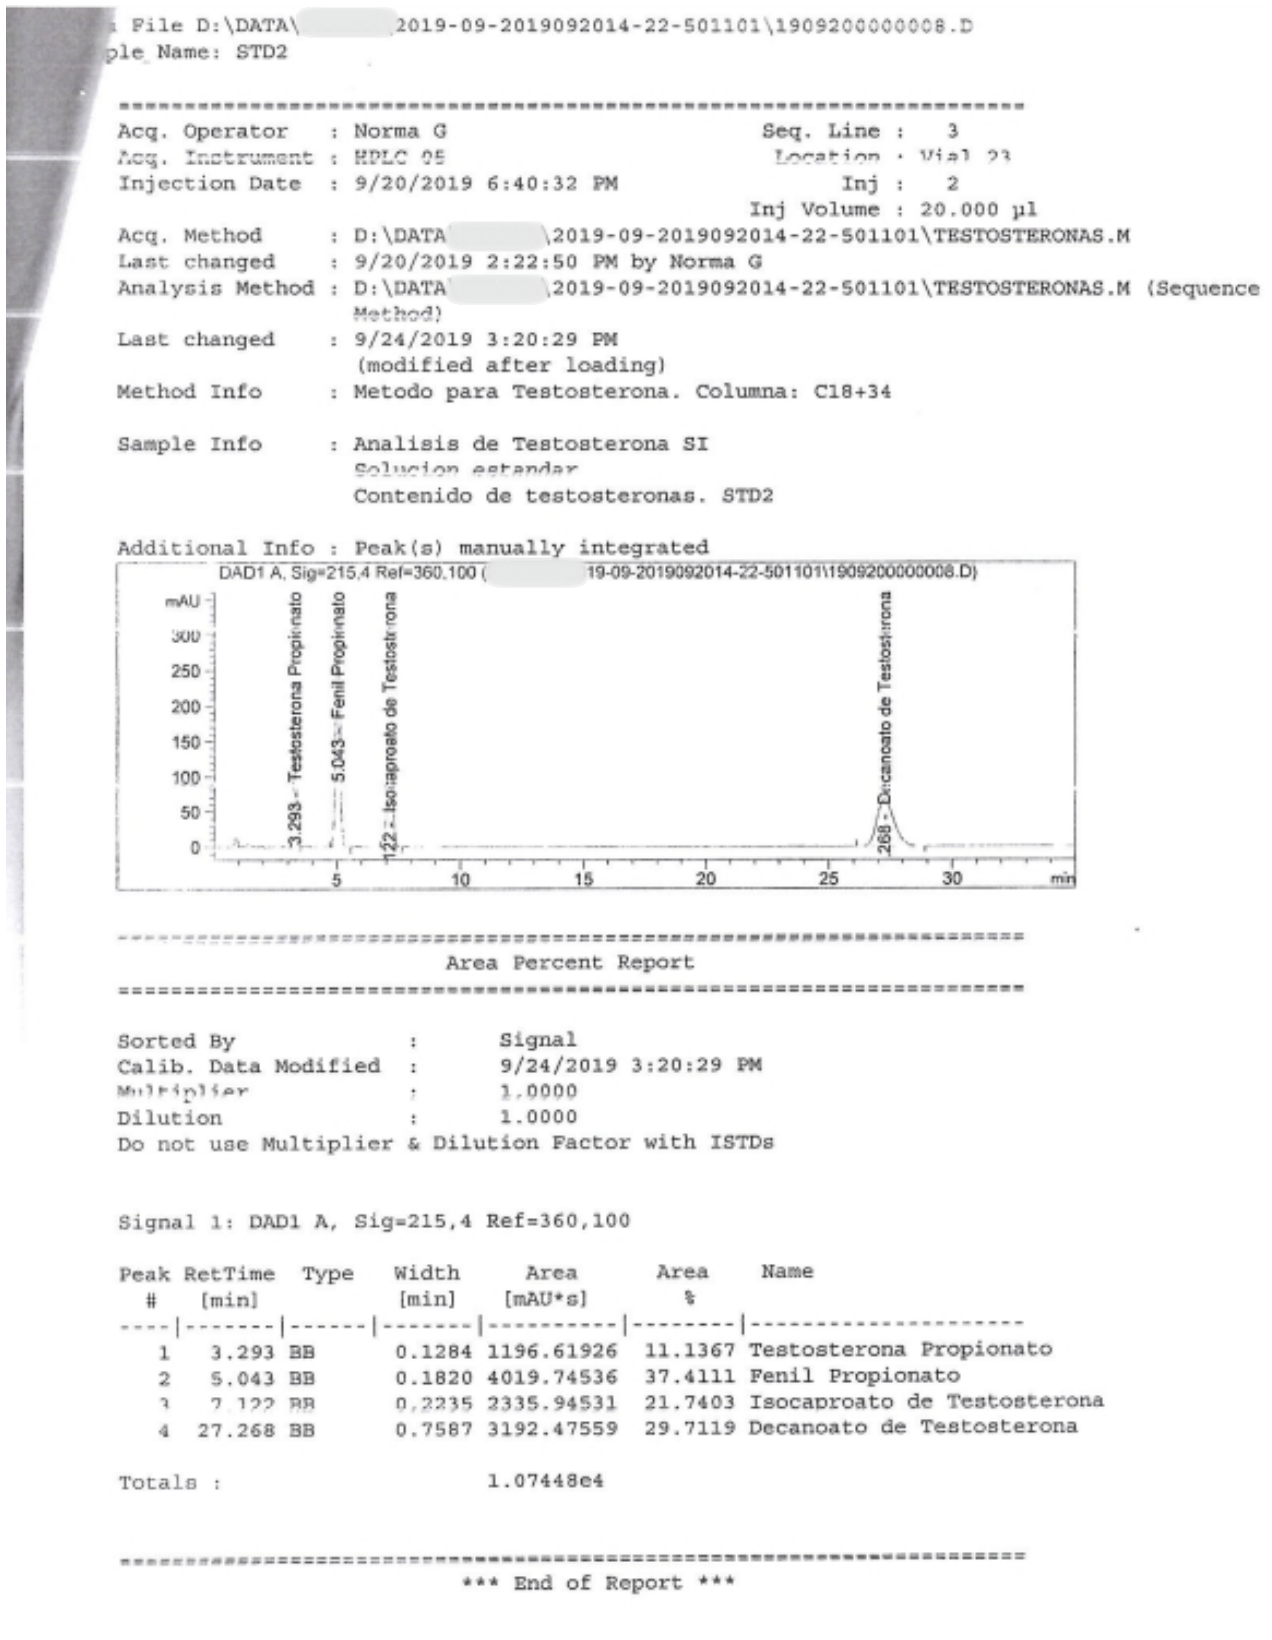 File D:\DATA\ 2019-09-2019092014-22-501101\1909200000008.D
ple Name: STD2
=====================================================================
Acq. Operator : Norma G Seq. Line : 3
Acq. Instrument : HPLC 05 Location : Vial 23
Injection Date : 9/20/2019 6:40:32 PM Inj : 2
Inj Volume : 20.000 µl
Acq. Method : D:\DATA \2019-09-2019092014-22-501101\TESTOSTERONAS.M
Last changed : 9/20/2019 2:22:50 PM by Norma G
Analysis Method : D:\DATA \2019-09-2019092014-22-501101\TESTOSTERONAS.M (Sequence
Method)
Last changed : 9/24/2019 3:20:29 PM
(modified after loading)
Method Info : Metodo para Testosterona. Columna: C18+34
Sample Info : Analisis de Testosterona SI
Solucion estandar
Contenido de testosteronas. STD2
Additional Info : Peak(s) manually integrated
DAD1 A, Sig=215,4 Ref=360,100 ( 19-09-2019092014-22-501101\1909200000008.D)
mAU
300
250
200
150
100
50
0
3.293 - Testosterona Propionato
5.043 - Fenil Propionato
122 - Isocaproato de Testosterona
268 - Decanoato de Testosterona
5 10 15 20 25 30 min
=====================================================================
Area Percent Report
=====================================================================
Sorted By : Signal
Calib. Data Modified : 9/24/2019 3:20:29 PM
Multiplier : 1.0000
Dilution : 1.0000
Do not use Multiplier & Dilution Factor with ISTDs
Signal 1: DAD1 A, Sig=215,4 Ref=360,100
Peak RetTime Type Width Area Area Name
# [min] [min] [mAU*s] %
----|-------|------|-------|----------|--------|---------------------
1 3.293 BB 0.1284 1196.61926 11.1367 Testosterona Propionato
2 5.043 BB 0.1820 4019.74536 37.4111 Fenil Propionato
3 7.122 BB 0.2235 2335.94531 21.7403 Isocaproato de Testosterona
4 27.268 BB 0.7587 3192.47559 29.7119 Decanoato de Testosterona
Totals : 1.07448e4
=====================================================================
*** End of Report ***